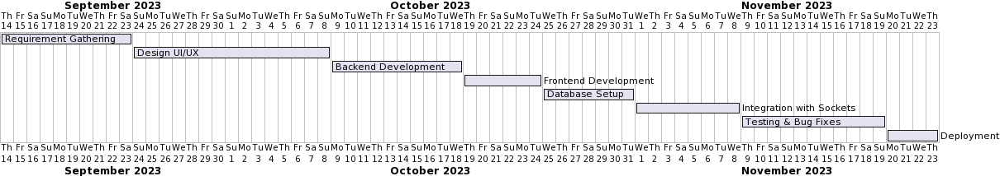 September 2023 October 2023 November 2023
Th Fr Sa Su Mo Tu We Th Fr Sa Su Mo Tu We Th Fr Sa Su Mo Tu We Th Fr Sa Su Mo Tu We Th Fr Sa Su Mo Tu We Th Fr Sa Su Mo Tu We Th Fr Sa Su Mo Tu We Th Fr Sa Su Mo Tu We Th Fr Sa Su Mo Tu We Th Fr Sa Su Mo Tu We Th
14 15 16 17 18 19 20 21 22 23 24 25 26 27 28 29 30 1 2 3 4 5 6 7 8 9 10 11 12 13 14 15 16 17 18 19 20 21 22 23 24 25 26 27 28 29 30 31 1 2 3 4 5 6 7 8 9 10 11 12 13 14 15 16 17 18 19 20 21 22 23
Requirement Gathering
Design UI/UX
Backend Development
Frontend Development
Database Setup
Integration with Sockets
Testing & Bug Fixes
Deployment
Th Fr Sa Su Mo Tu We Th Fr Sa Su Mo Tu We Th Fr Sa Su Mo Tu We Th Fr Sa Su Mo Tu We Th Fr Sa Su Mo Tu We Th Fr Sa Su Mo Tu We Th Fr Sa Su Mo Tu We Th Fr Sa Su Mo Tu We Th Fr Sa Su Mo Tu We Th Fr Sa Su Mo Tu We Th
14 15 16 17 18 19 20 21 22 23 24 25 26 27 28 29 30 1 2 3 4 5 6 7 8 9 10 11 12 13 14 15 16 17 18 19 20 21 22 23 24 25 26 27 28 29 30 31 1 2 3 4 5 6 7 8 9 10 11 12 13 14 15 16 17 18 19 20 21 22 23
September 2023 October 2023 November 2023